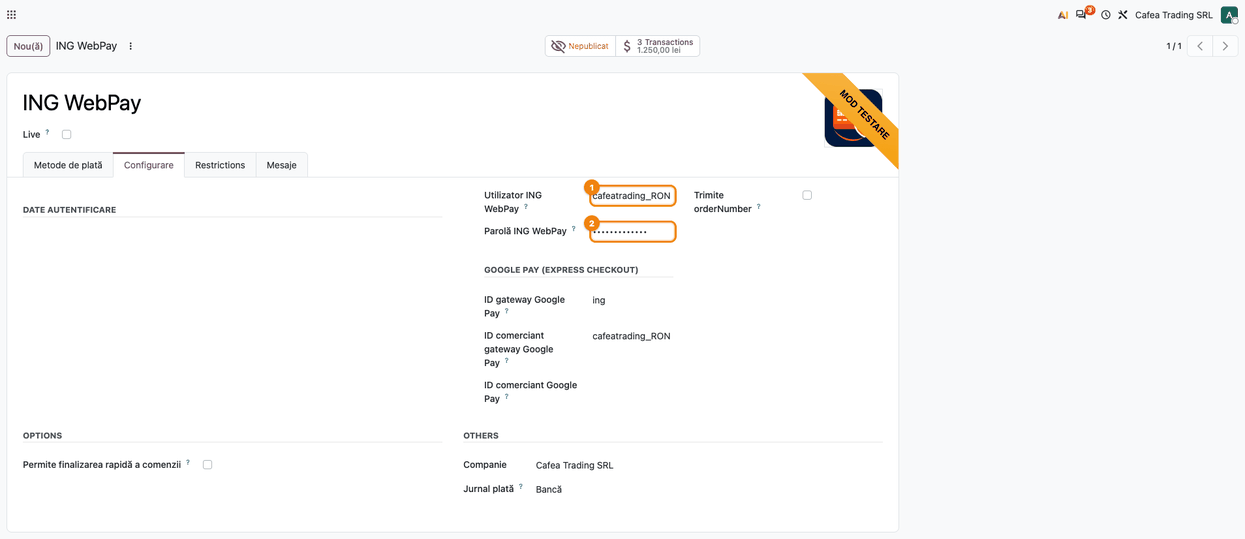 3
Cafea Trading SRL
A
Nou(ă)
ING WebPay
Nepublicat
3 Transactions
1.250,00 lei
1 / 1
ING WebPay
MOD TESTARE
Live ?
Metode de plată
Configurare
Restrictions
Mesaje
DATE AUTENTIFICARE
Utilizator ING
WebPay ?
1
cafeatrading_RON
Trimite
orderNumber ?
Parolă ING WebPay ?
2
•••••••••••••
GOOGLE PAY (EXPRESS CHECKOUT)
ID gateway Google
Pay ?
ing
ID comerciant
gateway Google
Pay ?
cafeatrading_RON
ID comerciant Google
Pay ?
OPTIONS
Permite finalizarea rapidă a comenzii ?
OTHERS
Companie
Cafea Trading SRL
Jurnal plată ?
Bancă